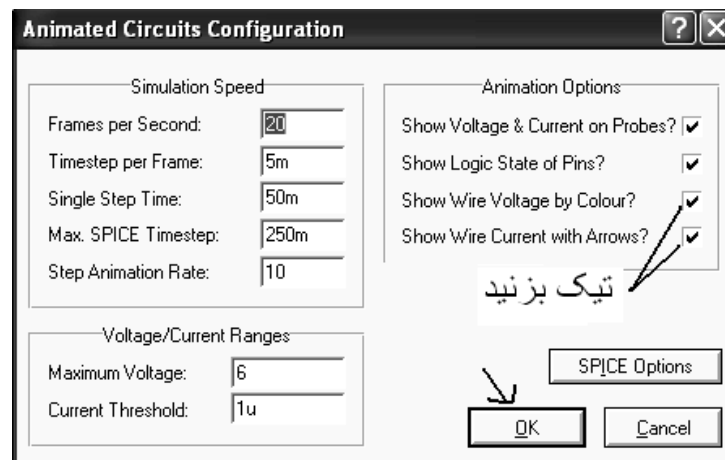 Animated Circuits Configuration
Simulation Speed
Frames per Second: 20
Timestep per Frame: 5m
Single Step Time: 50m
Max. SPICE Timestep: 250m
Step Animation Rate: 10
Voltage/Current Ranges
Maximum Voltage: 6
Current Threshold: 1u
Animation Options
Show Voltage & Current on Probes?
Show Logic State of Pins?
Show Wire Voltage by Colour?
Show Wire Current with Arrows?
تیک بزنید
SPICE Options
OK
Cancel